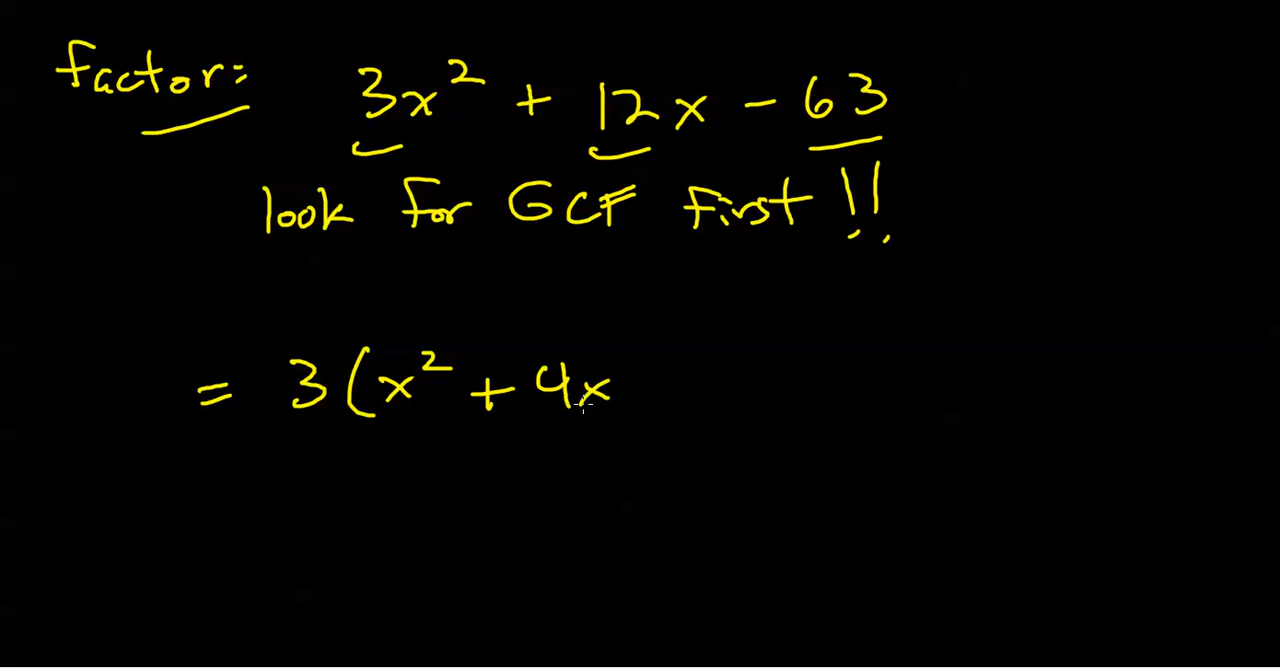 factor:
3x² + 12x - 63
look for GCF first!!
= 3(x² + 4x